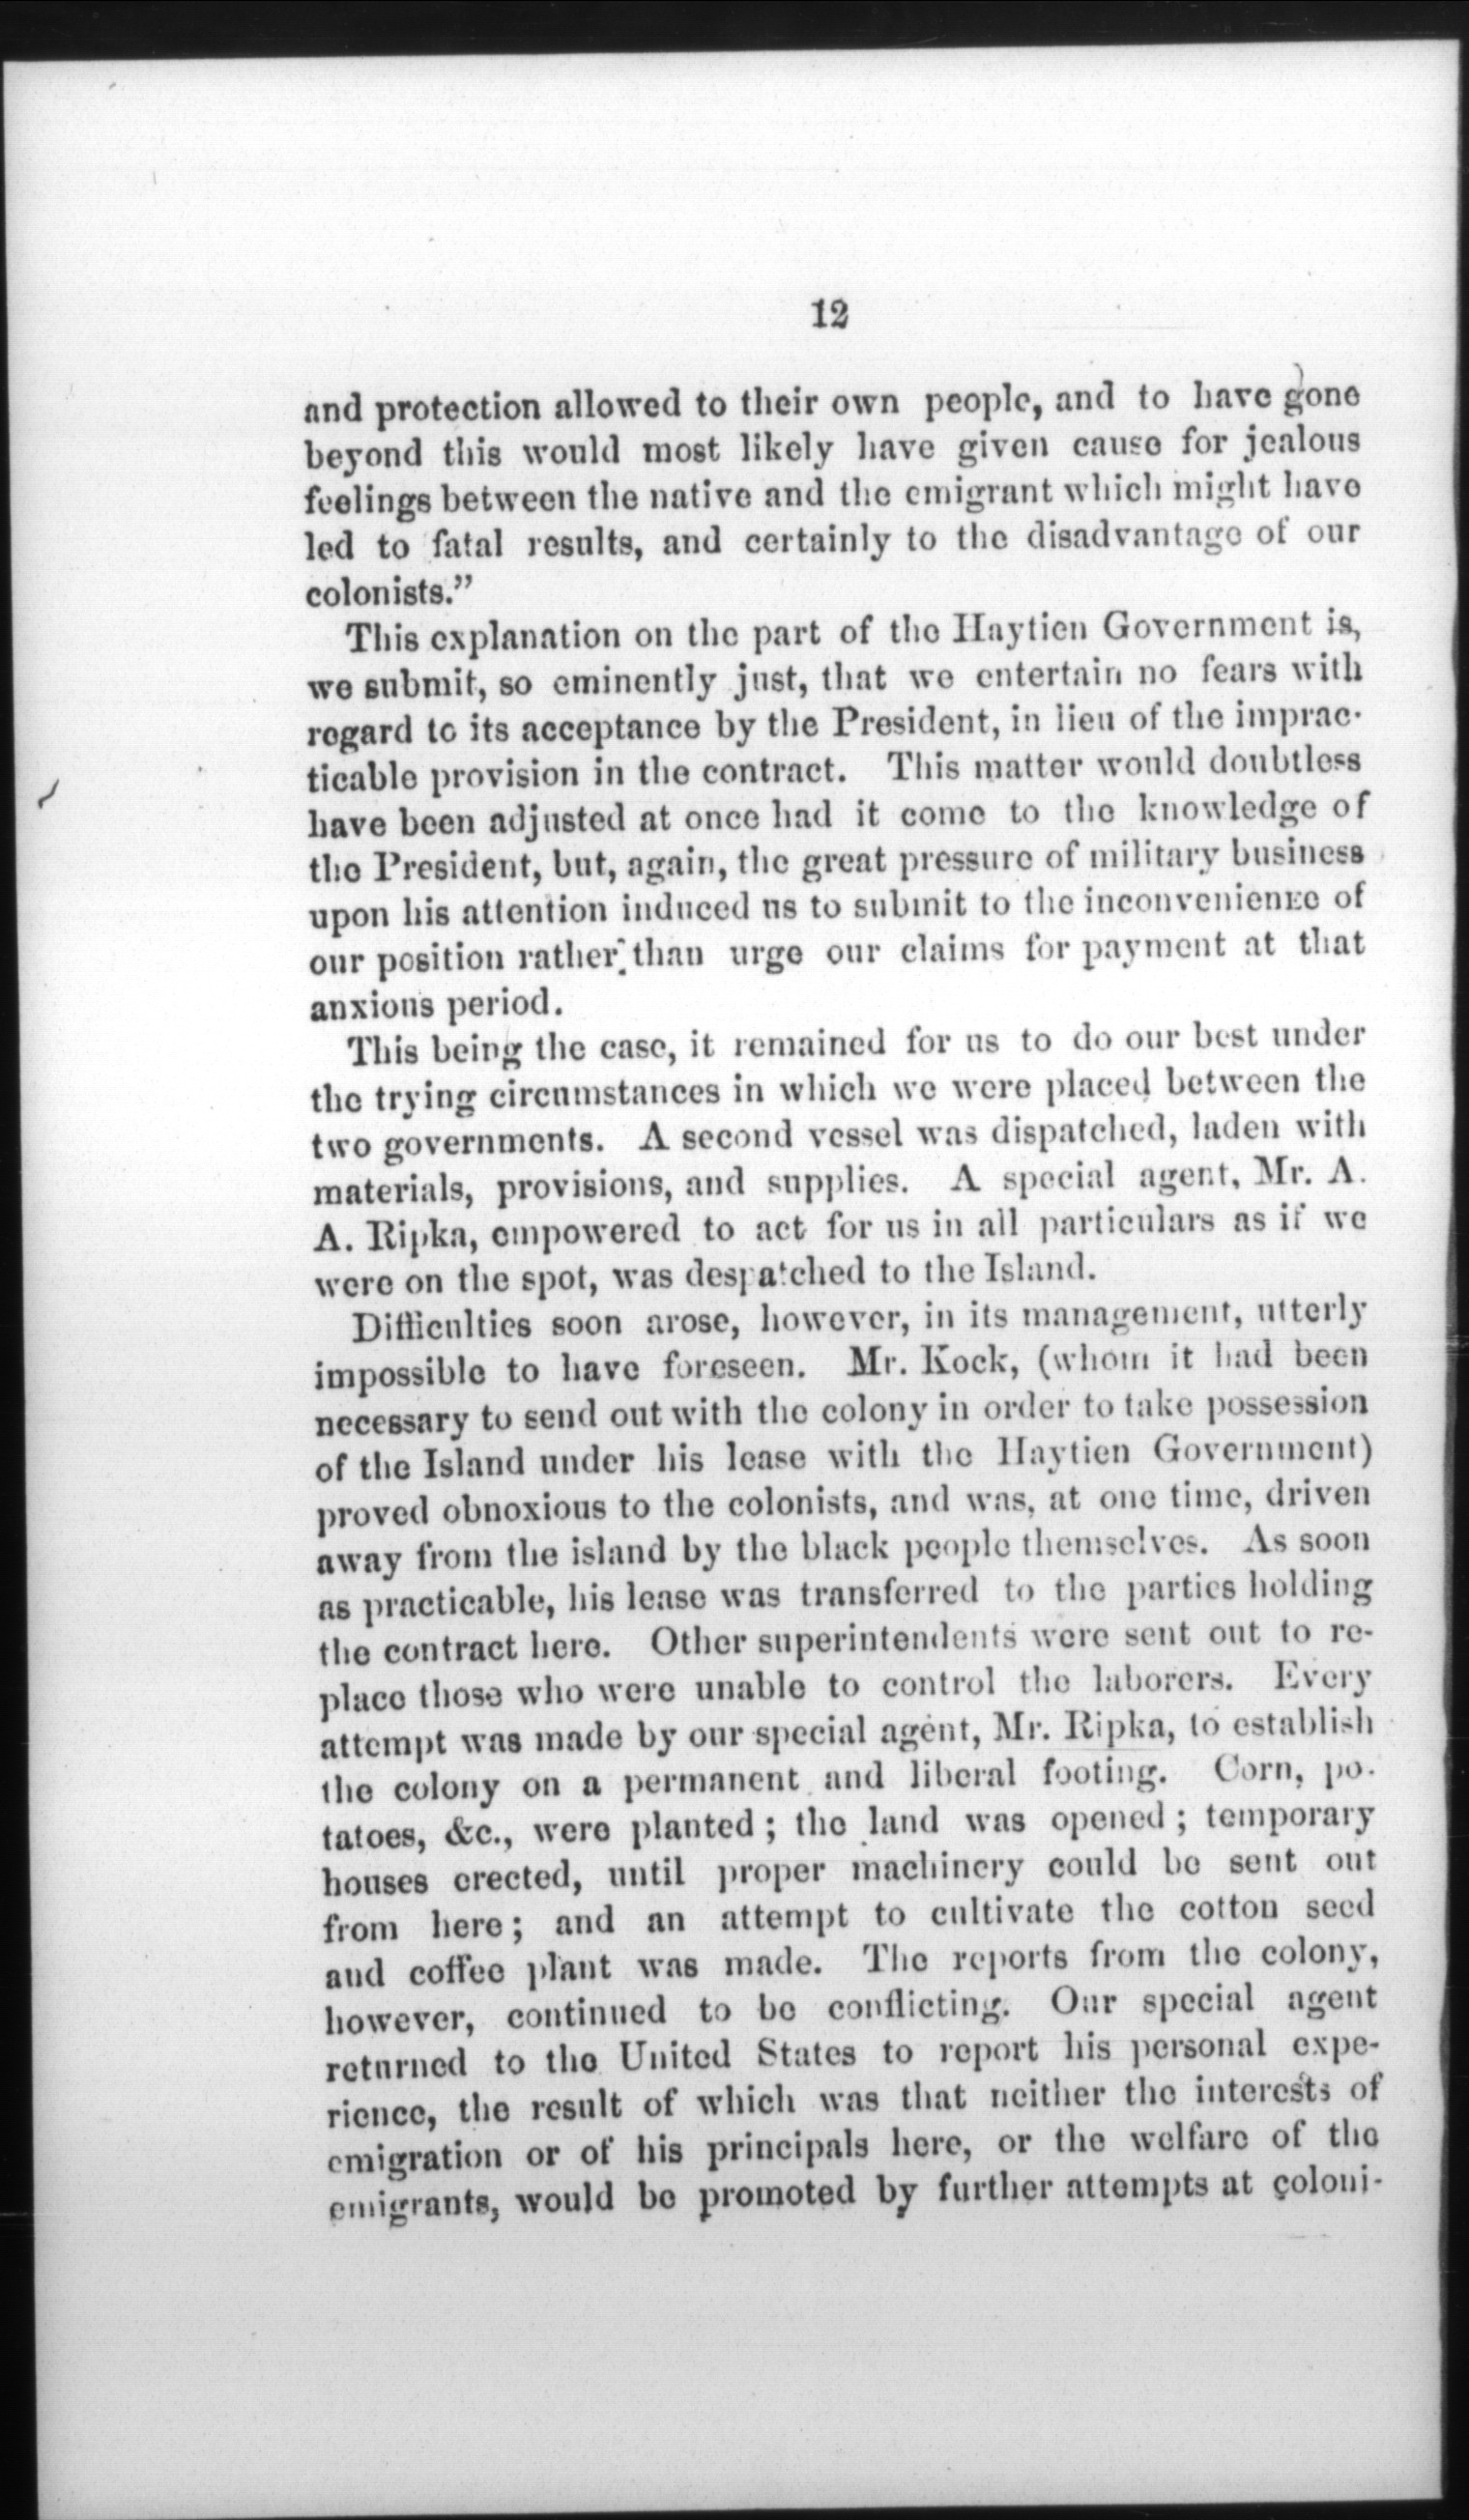 12
and protection allowed to their own people, and to have gone
beyond this would most likely have given cause for jealous
feelings between the native and the emigrant which might have
led to fatal results, and certainly to the disadvantage of our
colonists.”
This explanation on the part of the Haytien Government is,
we submit, so eminently just, that we entertain no fears with
regard to its acceptance by the President, in lieu of the imprac-
ticable provision in the contract. This matter would doubtless
have been adjusted at once had it come to the knowledge of
the President, but, again, the great pressure of military business
upon his attention induced us to submit to the inconvenience of
our position rather than urge our claims for payment at that
anxious period.
This being the case, it remained for us to do our best under
the trying circumstances in which we were placed between the
two governments. A second vessel was dispatched, laden with
materials, provisions, and supplies. A special agent, Mr. A.
A. Ripka, empowered to act for us in all particulars as if we
were on the spot, was despatched to the Island.
Difficulties soon arose, however, in its management, utterly
impossible to have foreseen. Mr. Kock, (whom it had been
necessary to send out with the colony in order to take possession
of the Island under his lease with the Haytien Government)
proved obnoxious to the colonists, and was, at one time, driven
away from the island by the black people themselves. As soon
as practicable, his lease was transferred to the parties holding
the contract here. Other superintendents were sent out to re-
place those who were unable to control the laborers. Every
attempt was made by our special agent, Mr. Ripka, to establish
the colony on a permanent and liberal footing. Corn, po-
tatoes, &c., were planted; the land was opened; temporary
houses erected, until proper machinery could be sent out
from here; and an attempt to cultivate the cotton seed
and coffee plant was made. The reports from the colony,
however, continued to be conflicting. Our special agent
returned to the United States to report his personal expe-
rience, the result of which was that neither the interests of
emigration or of his principals here, or the welfare of the
emigrants, would be promoted by further attempts at coloni-